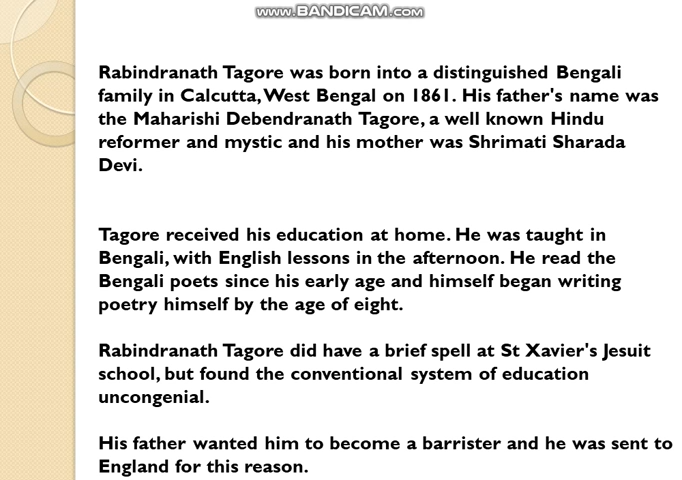 www.BANDICAM.com
Rabindranath Tagore was born into a distinguished Bengali
family in Calcutta, West Bengal on 1861. His father's name was
the Maharishi Debendranath Tagore, a well known Hindu
reformer and mystic and his mother was Shrimati Sharada
Devi.
Tagore received his education at home. He was taught in
Bengali, with English lessons in the afternoon. He read the
Bengali poets since his early age and himself began writing
poetry himself by the age of eight.
Rabindranath Tagore did have a brief spell at St Xavier's Jesuit
school, but found the conventional system of education
uncongenial.
His father wanted him to become a barrister and he was sent to
England for this reason.